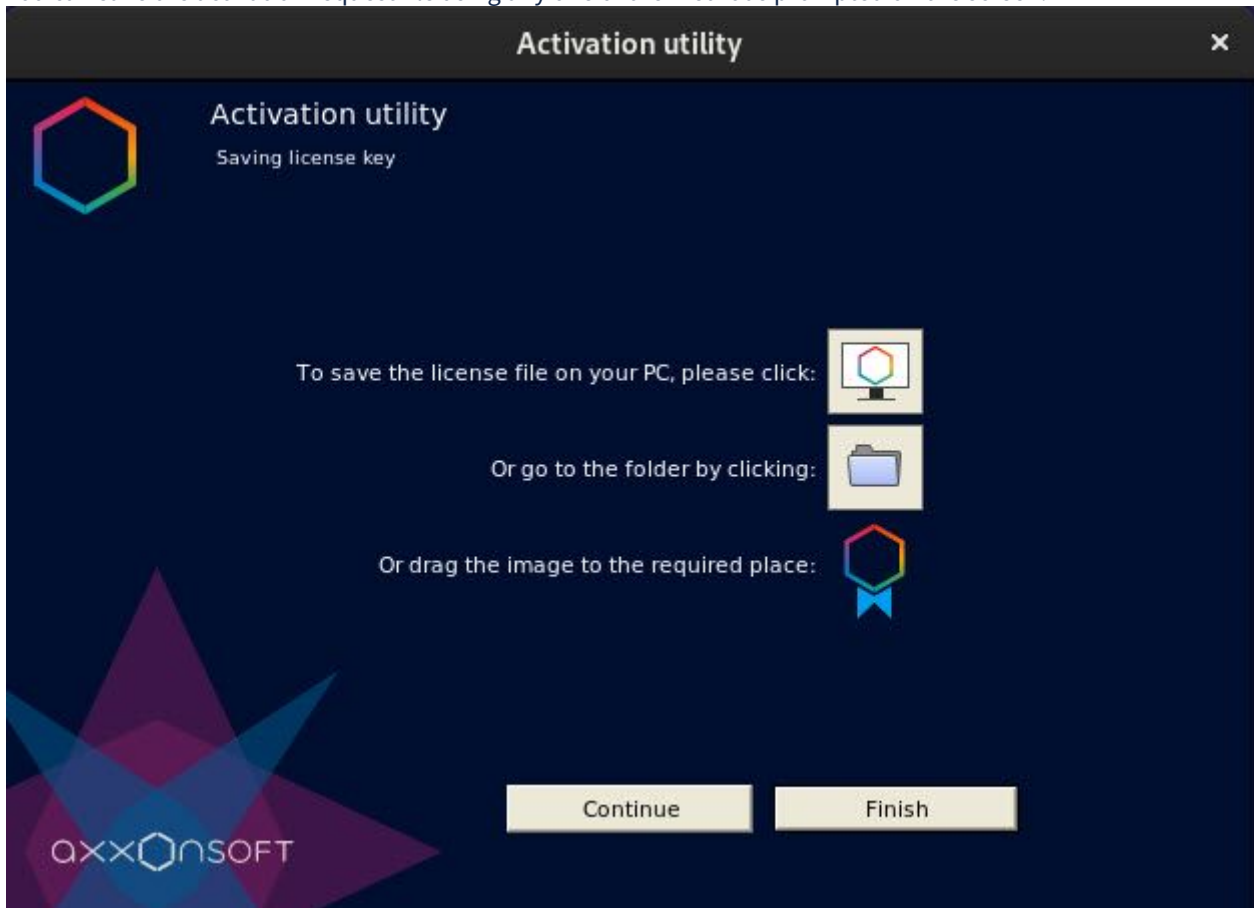 Activation utility
×
Activation utility
Saving license key
To save the license file on your PC, please click:
Or go to the folder by clicking:
Or drag the image to the required place:
Continue Finish
axxonsoft